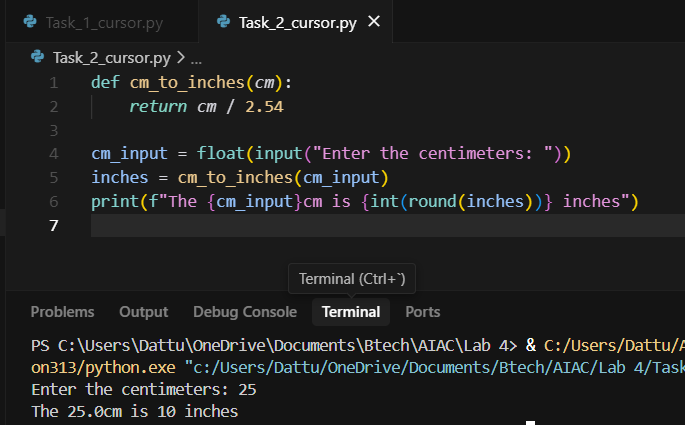 Task_1_cursor.py Task_2_cursor.py ×
Task_2_cursor.py > ...
1 def cm_to_inches(cm):
2     return cm / 2.54
3
4 cm_input = float(input("Enter the centimeters: "))
5 inches = cm_to_inches(cm_input)
6 print(f"The {cm_input}cm is {int(round(inches))} inches")
7
Terminal (Ctrl+`)
Problems Output Debug Console Terminal Ports
PS C:\Users\Dattu\OneDrive\Documents\Btech\AIAC\Lab 4> & C:/Users/Dattu/
on313/python.exe "c:/Users/Dattu/OneDrive/Documents/Btech/AIAC/Lab 4/Task
Enter the centimeters: 25
The 25.0cm is 10 inches